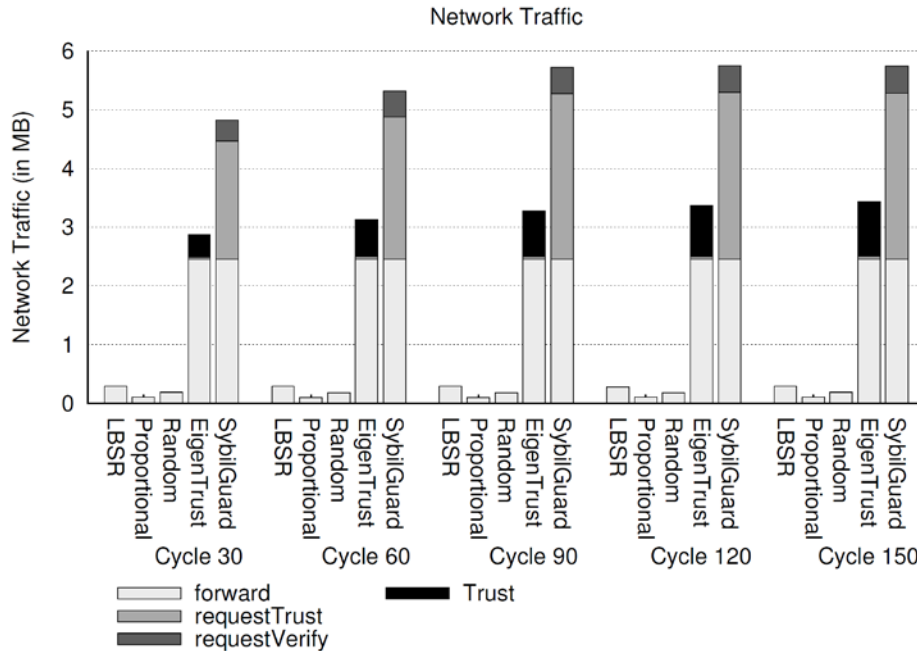 Network Traffic
Network Traffic (in MB)
6
5
4
3
2
1
0
LBSR
Proportional
Random
EigenTrust
SybilGuard
LBSR
Proportional
Random
EigenTrust
SybilGuard
LBSR
Proportional
Random
EigenTrust
SybilGuard
LBSR
Proportional
Random
EigenTrust
SybilGuard
LBSR
Proportional
Random
EigenTrust
SybilGuard
Cycle 30 Cycle 60 Cycle 90 Cycle 120 Cycle 150
forward Trust
requestTrust
requestVerify